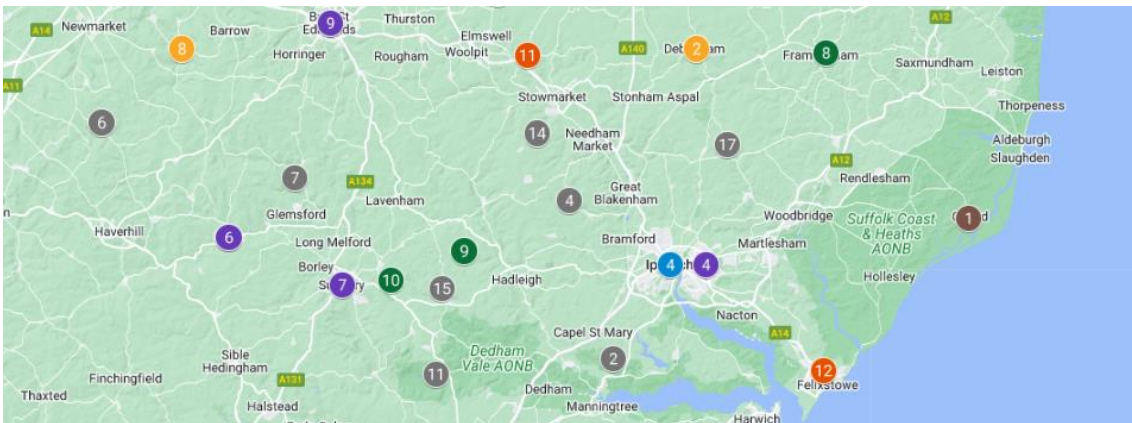 A14
Newmarket
Barrow
8
9
Thurston
Horringer
Rougham
Elmswell
Woolpit
11
A140
2
8
A12
Saxmundham
Leiston
A11
Stowmarket
Stonham Aspal
Thorpeness
6
14
Needham
Market
17
Aldeburgh
Slaughden
A12
Rendlesham
7
A134
Lavenham
4
Great
Blakenham
Glemsford
Woodbridge
Suffolk Coast
& Heaths
AONB
1
Haverhill
6
Long Melford
9
Bramford
Martlesham
Borley
7
10
15
Hadleigh
4
4
Hollesley
Nacton
Capel St Mary
A14
Sible
Hedingham
Dedham
Vale AONB
2
12
Felixstowe
Finchingfield
A131
11
Thaxted
Halstead
Dedham
Manningtree
Harwich